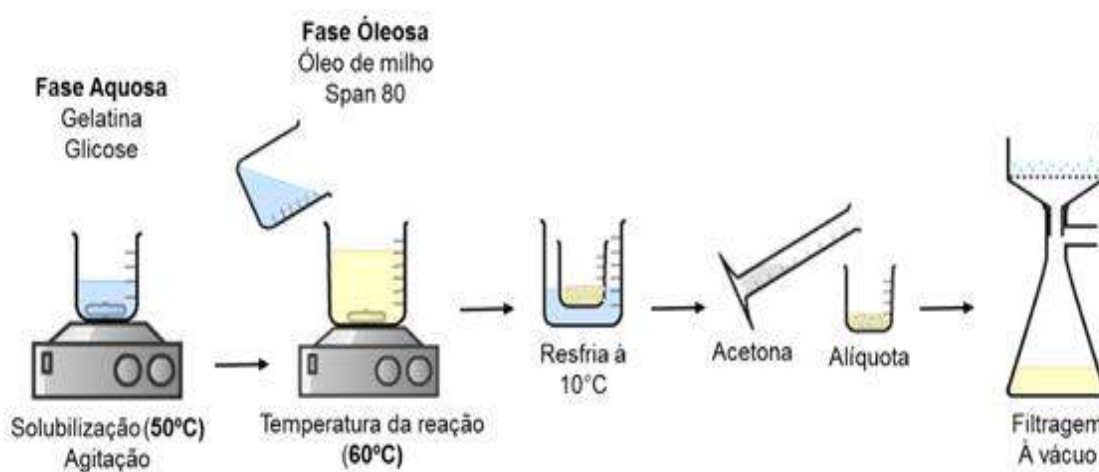 Fase Aquosa
Gelatina
Glicose
Solubilização (50ºC)
Agitação
Fase Óleosa
Óleo de milho
Span 80
Temperatura da reação
(60ºC)
Resfria à
10°C
Acetona
Alíquota
Filtragem
À vácuo